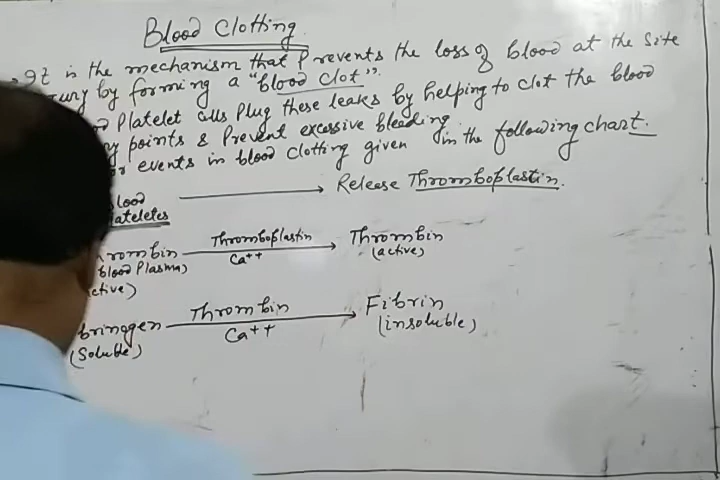 Blood Clotting
It is the mechanism that Prevents the loss of blood at the site
by forming a "blood clot".
Platelet cells plug these leaks by helping to clot the blood
points & Prevent excessive bleeding.
events in blood clotting given in the following chart.
Release Thromboplastin.
Thromboplastin
Thrombin
Ca++
(active)
blood Plasma)
Thrombin
Fibrin
Ca++
(insoluble)
(Soluble)